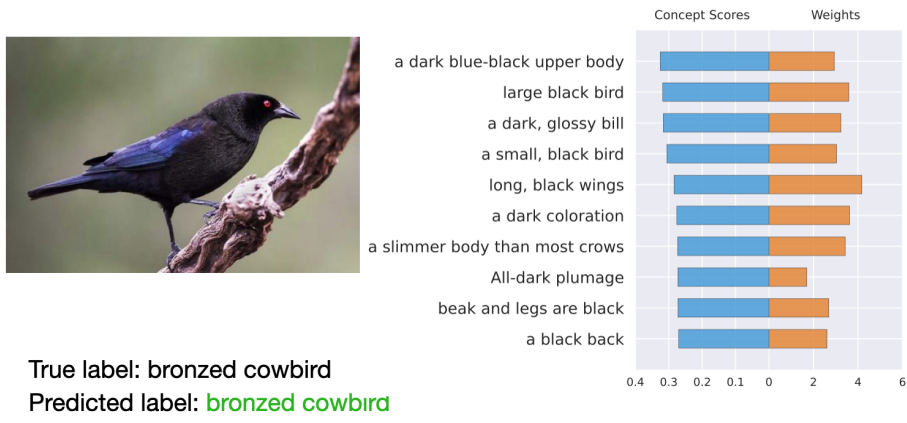 Concept Scores Weights
a dark blue-black upper body
large black bird
a dark, glossy bill
a small, black bird
long, black wings
a dark coloration
a slimmer body than most crows
All-dark plumage
beak and legs are black
a black back
0.4 0.3 0.2 0.1 0 2 4 6
True label: bronzed cowbird
Predicted label: bronzed cowbird